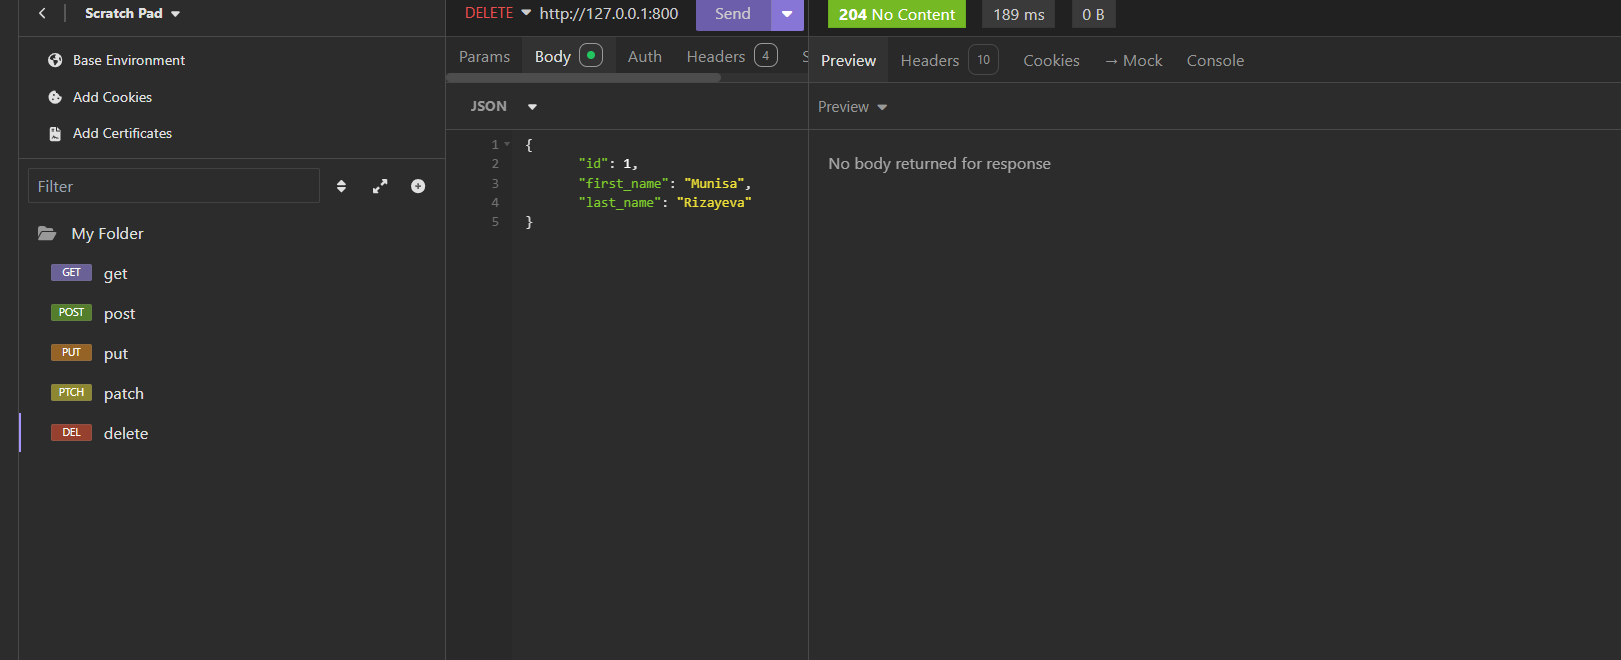 Scratch Pad
Base Environment
Add Cookies
Add Certificates
Filter
My Folder
GET get
POST post
PUT put
PTCH patch
DEL delete
DELETE http://127.0.0.1:800 Send
Params Body Auth Headers 4 S
JSON
1 {
2 "id": 1,
3 "first_name": "Munisa",
4 "last_name": "Rizayeva"
5 }
204 No Content 189 ms 0 B
Preview Headers 10 Cookies → Mock Console
Preview
No body returned for response